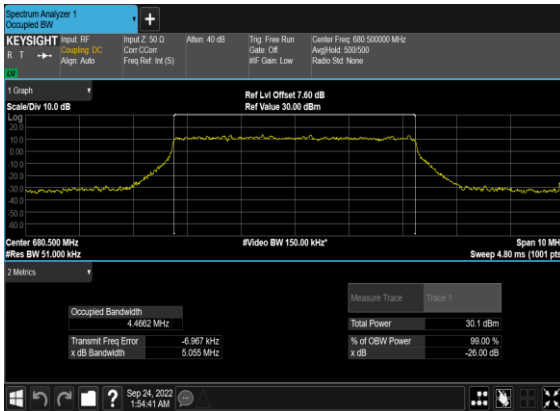 Spectrum Analyzer 1
Occupied BW
KEYSIGHT
R T
LXI
Input: RF
Coupling: DC
Align: Auto
Input Z: 50 Ω
Corr CCorr
Freq Ref: Int (S)
Atten: 40 dB
Trig: Free Run
Gate: Off
#IF Gain: Low
Center Freq: 680.500000 MHz
Avg|Hold: 500/500
Radio Std: None
1 Graph
Scale/Div 10.0 dB
Ref Lvl Offset 7.60 dB
Ref Value 30.00 dBm
Log
20.0
10.0
0.00
-10.0
-20.0
-30.0
-40.0
-50.0
-60.0
Center 680.500 MHz
#Video BW 150.00 kHz*
Span 10 MH
#Res BW 51.000 kHz
Sweep 4.80 ms (1001 pts
2 Metrics
Measure Trace
Trace 1
Occupied Bandwidth
4.4662 MHz
Total Power
30.1 dBm
Transmit Freq Error
-6.967 kHz
% of OBW Power
99.00 %
x dB Bandwidth
5.055 MHz
x dB
-26.00 dB
Sep 24, 2022
1:54:41 AM